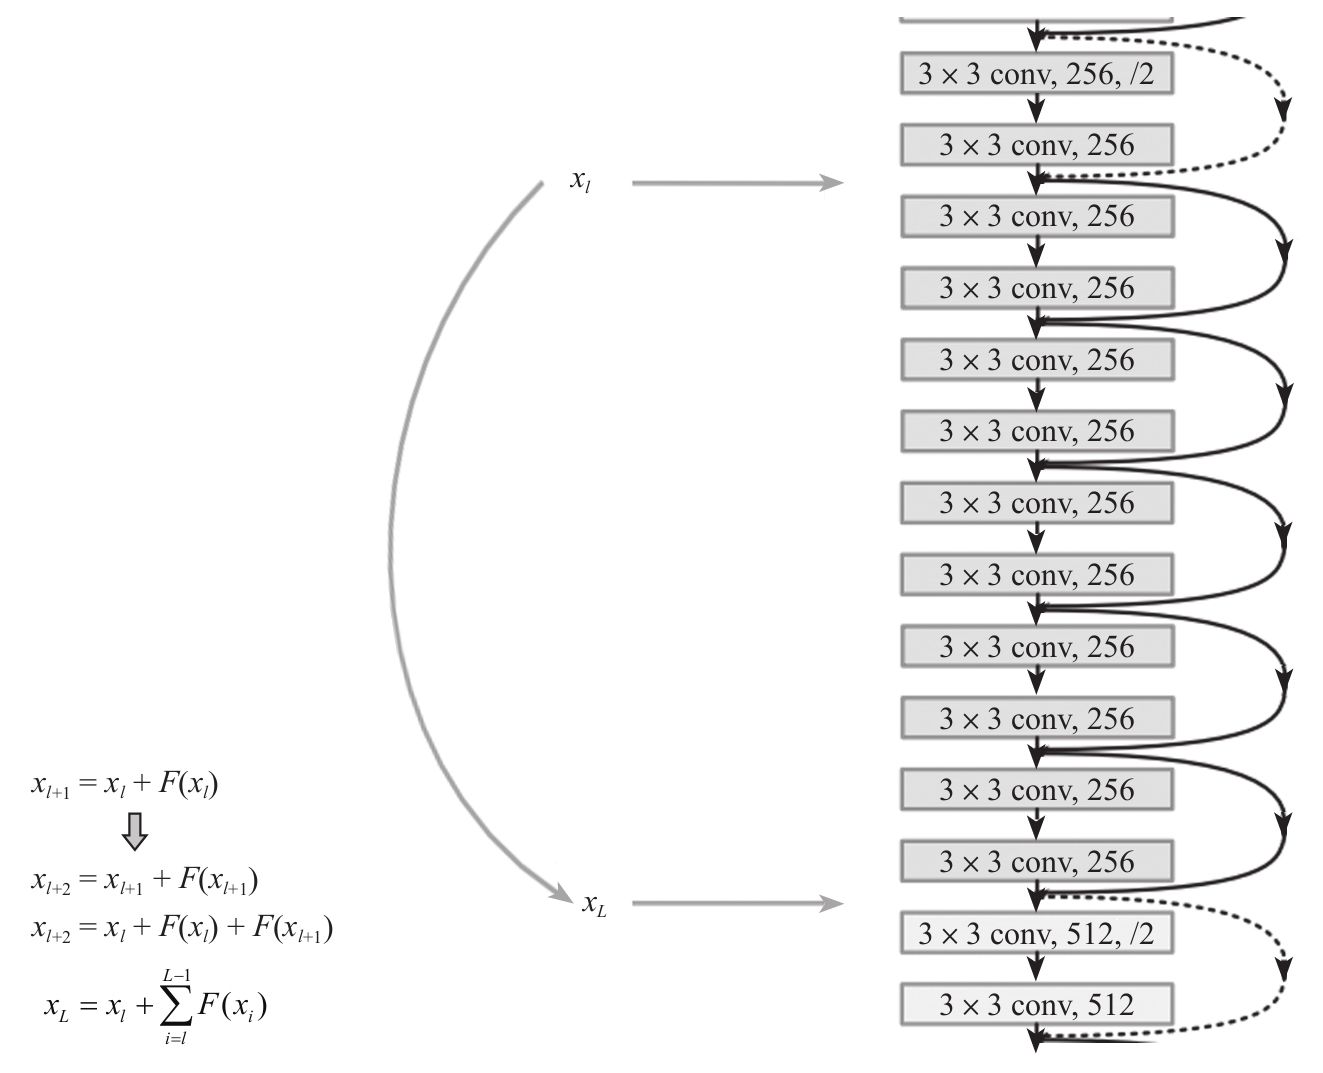 3 × 3 conv, 256, /2
3 × 3 conv, 256
x_l
3 × 3 conv, 256
3 × 3 conv, 256
3 × 3 conv, 256
3 × 3 conv, 256
3 × 3 conv, 256
3 × 3 conv, 256
3 × 3 conv, 256
3 × 3 conv, 256
3 × 3 conv, 256
3 × 3 conv, 256
x_L
3 × 3 conv, 512, /2
3 × 3 conv, 512
x_{l+1} = x_l + F(x_l)
x_{l+2} = x_{l+1} + F(x_{l+1})
x_{l+2} = x_l + F(x_l) + F(x_{l+1})
x_L = x_l + \sum_{i=l}^{L−1} F(x_i)